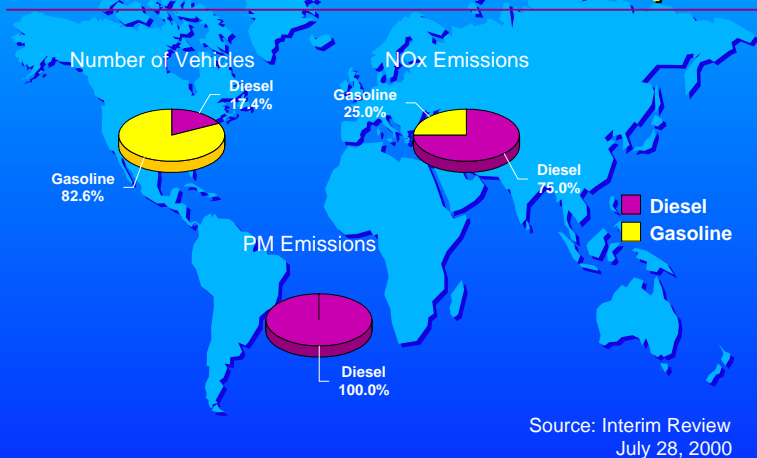 Number of Vehicles
Diesel
17.4%
Gasoline
82.6%
NOx Emissions
Gasoline
25.0%
Diesel
75.0%
Diesel
Gasoline
PM Emissions
Diesel
100.0%
Source: Interim Review
July 28, 2000